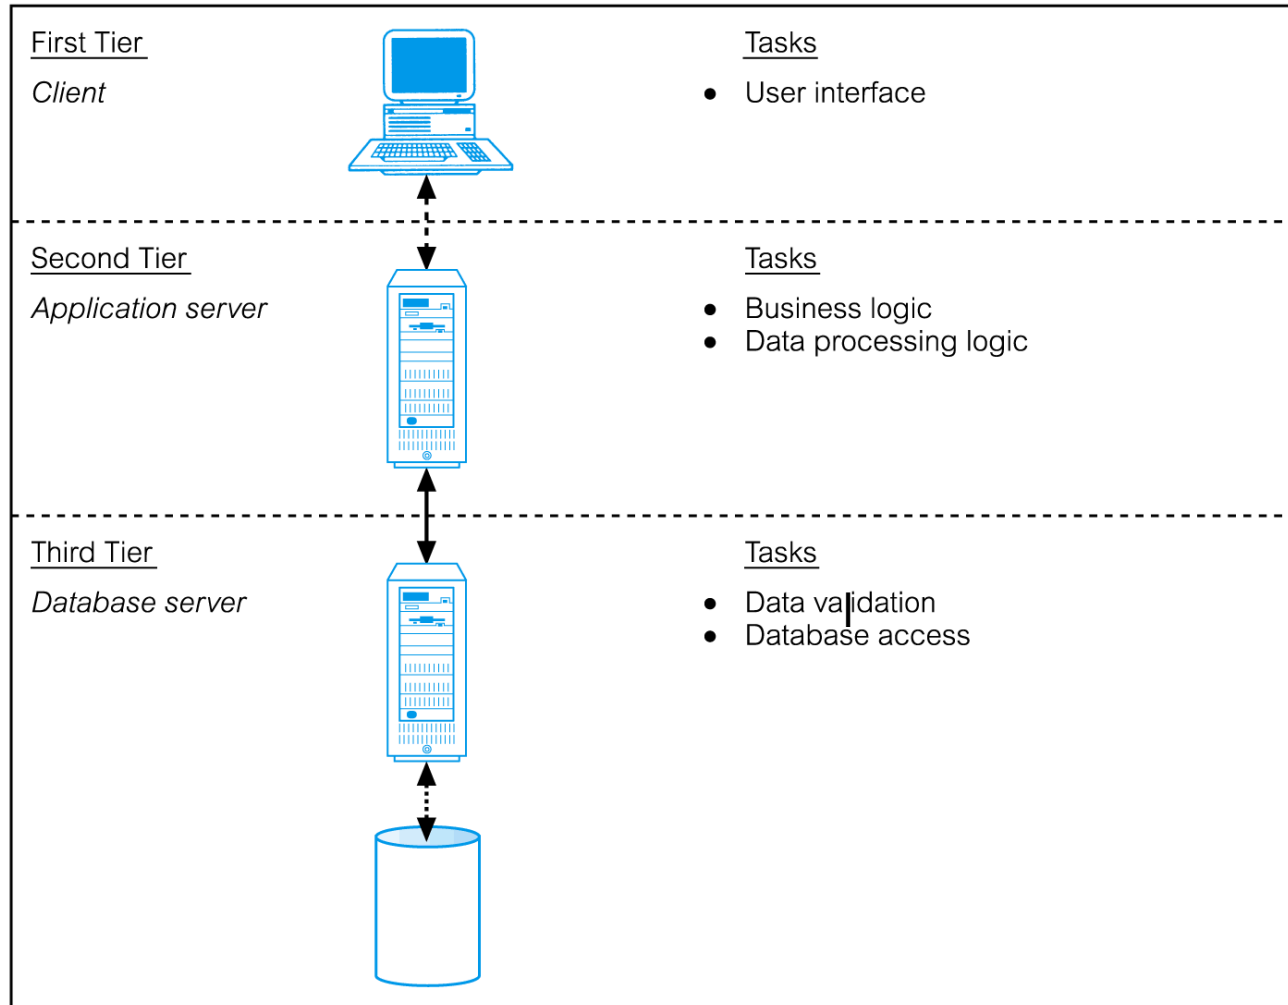 First Tier
Tasks
Client
• User interface
Second Tier
Tasks
Application server
• Business logic
• Data processing logic
Third Tier
Tasks
Database server
• Data validation
• Database access